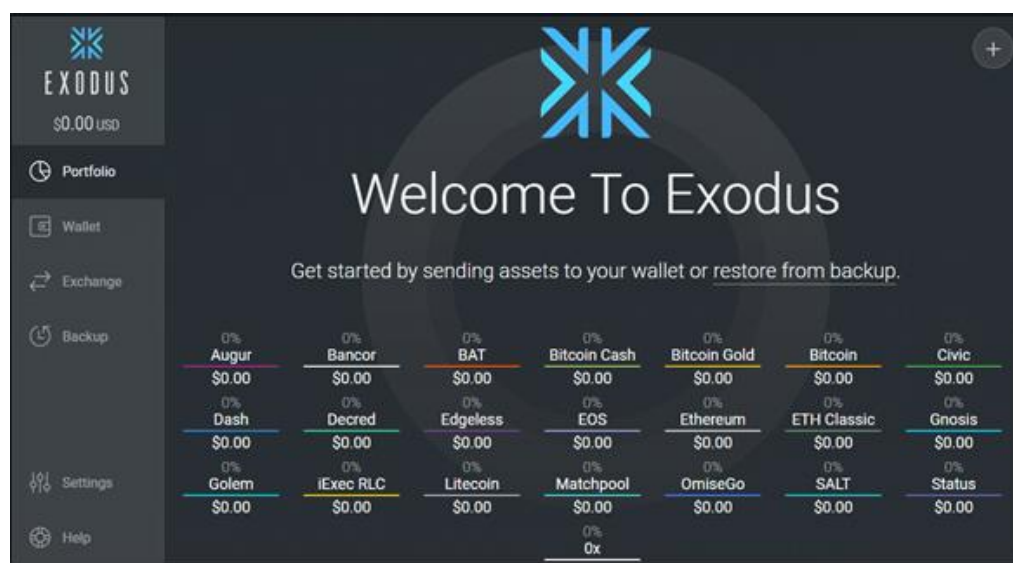 EXODUS
$0.00 USD
Portfolio
Wallet
Exchange
Backup
Settings
Help
+
Welcome To Exodus
Get started by sending assets to your wallet or restore from backup.
0% 0% 0% 0% 0% 0% 0%
Augur Bancor BAT Bitcoin Cash Bitcoin Gold Bitcoin Civic
$0.00 $0.00 $0.00 $0.00 $0.00 $0.00 $0.00
0% 0% 0% 0% 0% 0% 0%
Dash Decred Edgeless EOS Ethereum ETH Classic Gnosis
$0.00 $0.00 $0.00 $0.00 $0.00 $0.00 $0.00
0% 0% 0% 0% 0% 0% 0%
Golem iExec RLC Litecoin Matchpool OmiseGo SALT Status
$0.00 $0.00 $0.00 $0.00 $0.00 $0.00 $0.00
0%
0x